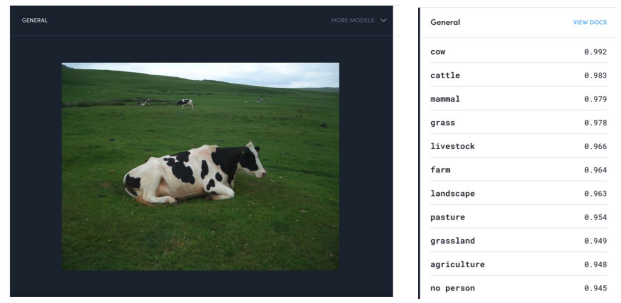 GENERAL MORE MODELS
General VIEW DOCS
cow 0.992
cattle 0.983
mammal 0.979
grass 0.978
livestock 0.966
farm 0.964
landscape 0.963
pasture 0.954
grassland 0.949
agriculture 0.948
no person 0.945